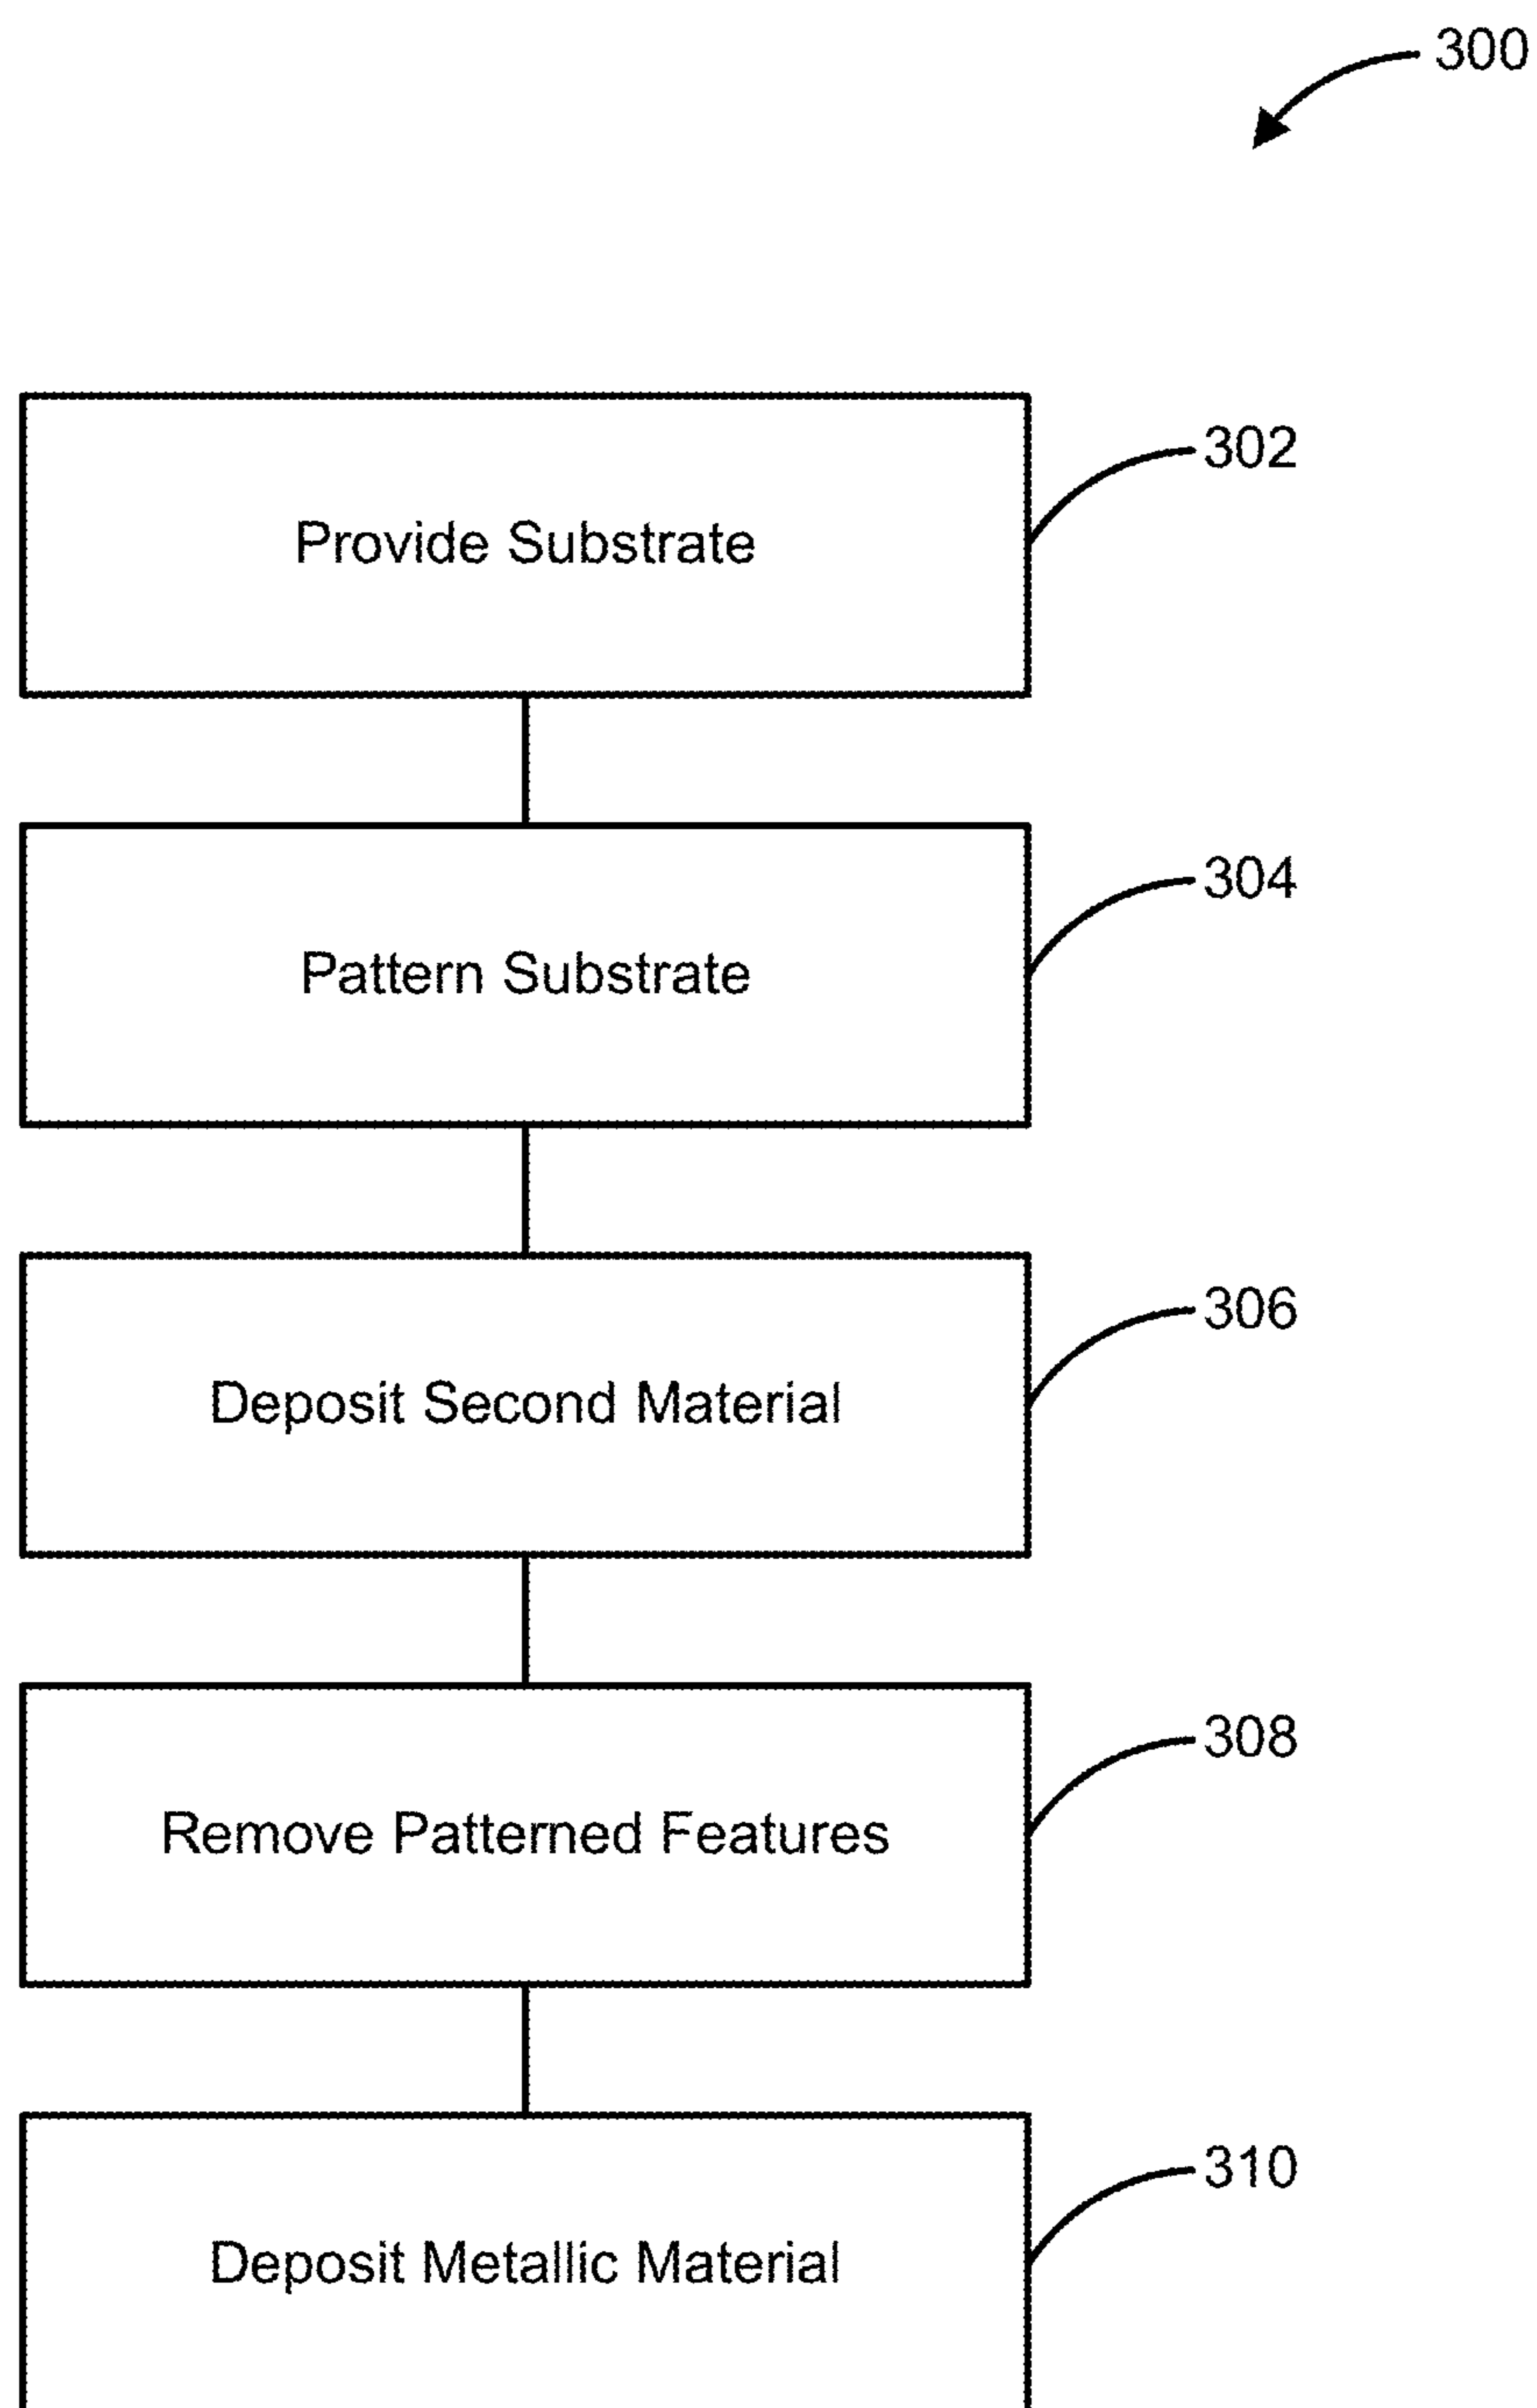 300
302
Provide Substrate
304
Pattern Substrate
306
Deposit Second Material
308
Remove Patterned Features
310
Deposit Metallic Material